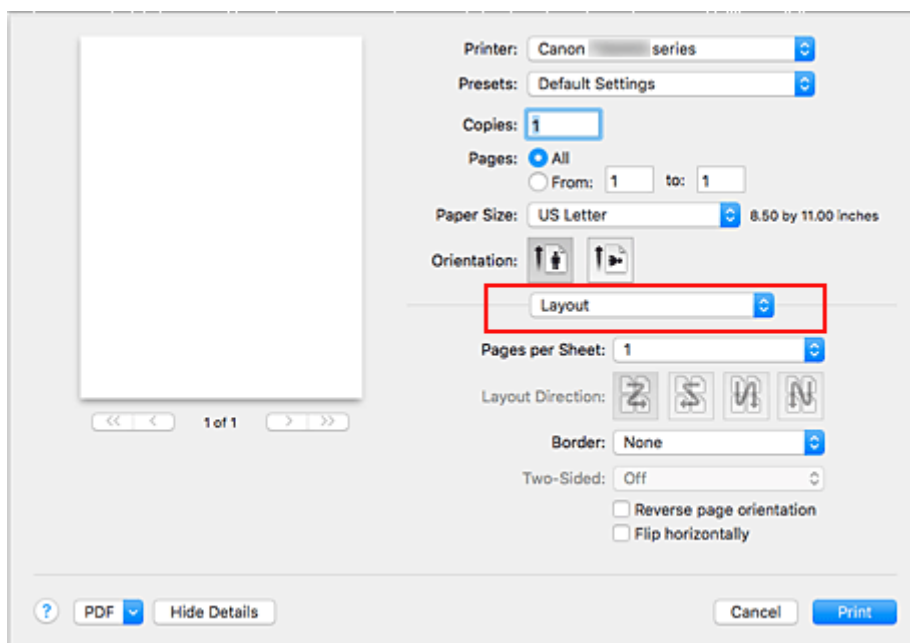 Printer: Canon series
Presets: Default Settings
Copies: 1
Pages: All
From: 1 to: 1
Paper Size: US Letter 8.50 by 11.00 inches
Orientation:
Layout
Pages per Sheet: 1
Layout Direction:
Border: None
Two-Sided: Off
Reverse page orientation
Flip horizontally
<< < 1 of 1 > >>
? PDF Hide Details Cancel Print